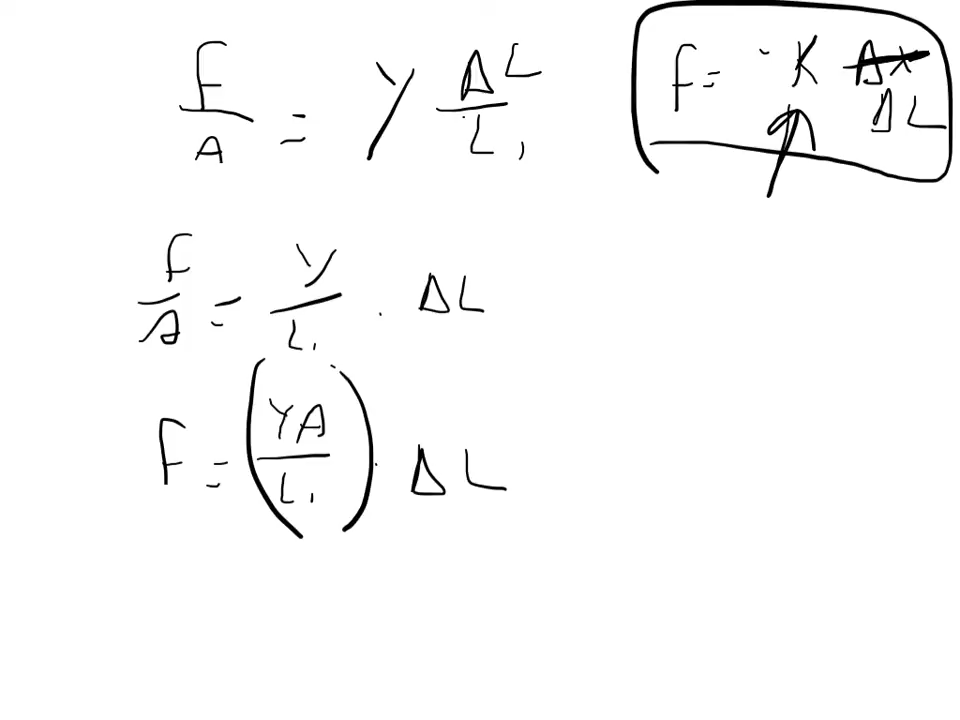 F/A = Y ΔL/L₁
F = -K Δx
ΔL
F/A = Y/L₁ · ΔL
F = (YA/L₁) · ΔL